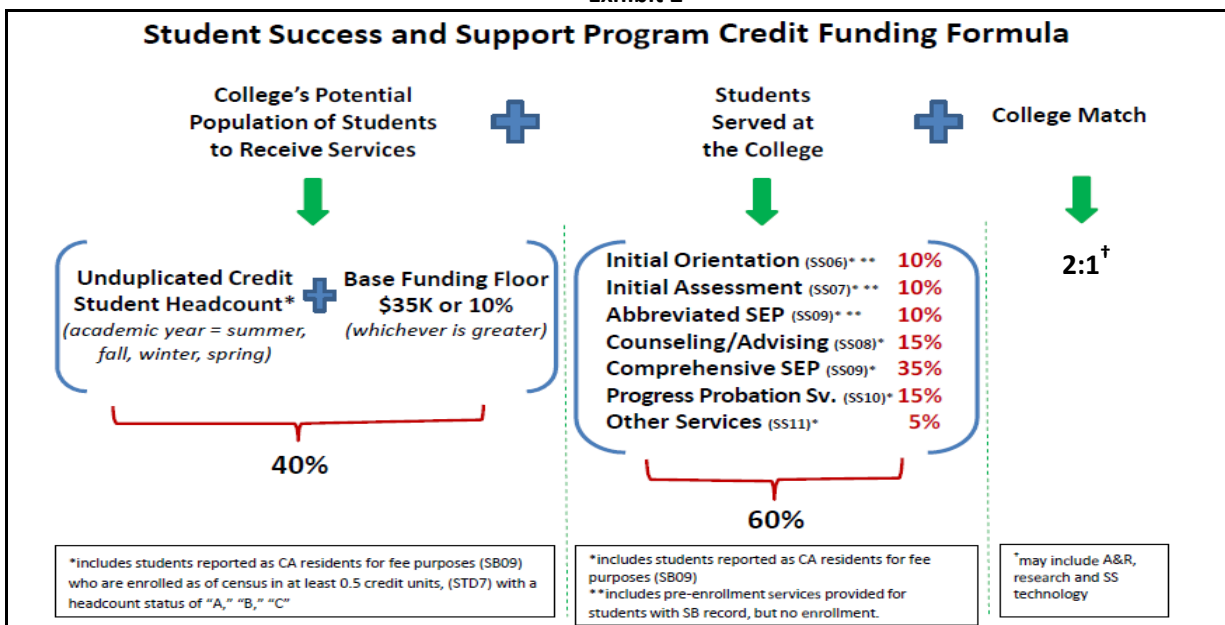 Student Success and Support Program Credit Funding Formula
College's Potential
Population of Students
to Receive Services
Students
Served at
the College
College Match
Unduplicated Credit
Student Headcount*
(academic year = summer,
fall, winter, spring)
Base Funding Floor
$35K or 10%
(whichever is greater)
40%
Initial Orientation (SS06)* ** 10%
Initial Assessment (SS07)* ** 10%
Abbreviated SEP (SS09)* ** 10%
Counseling/Advising (SS08)* 15%
Comprehensive SEP (SS09)* 35%
Progress Probation Sv. (SS10)* 15%
Other Services (SS11)* 5%
60%
2:1†
*includes students reported as CA residents for fee purposes (SB09)
who are enrolled as of census in at least 0.5 credit units, (STD7) with a
headcount status of "A," "B," "C"
*includes students reported as CA residents for fee
purposes (SB09)
**includes pre-enrollment services provided for
students with SB record, but no enrollment.
†may include A&R,
research and SS
technology